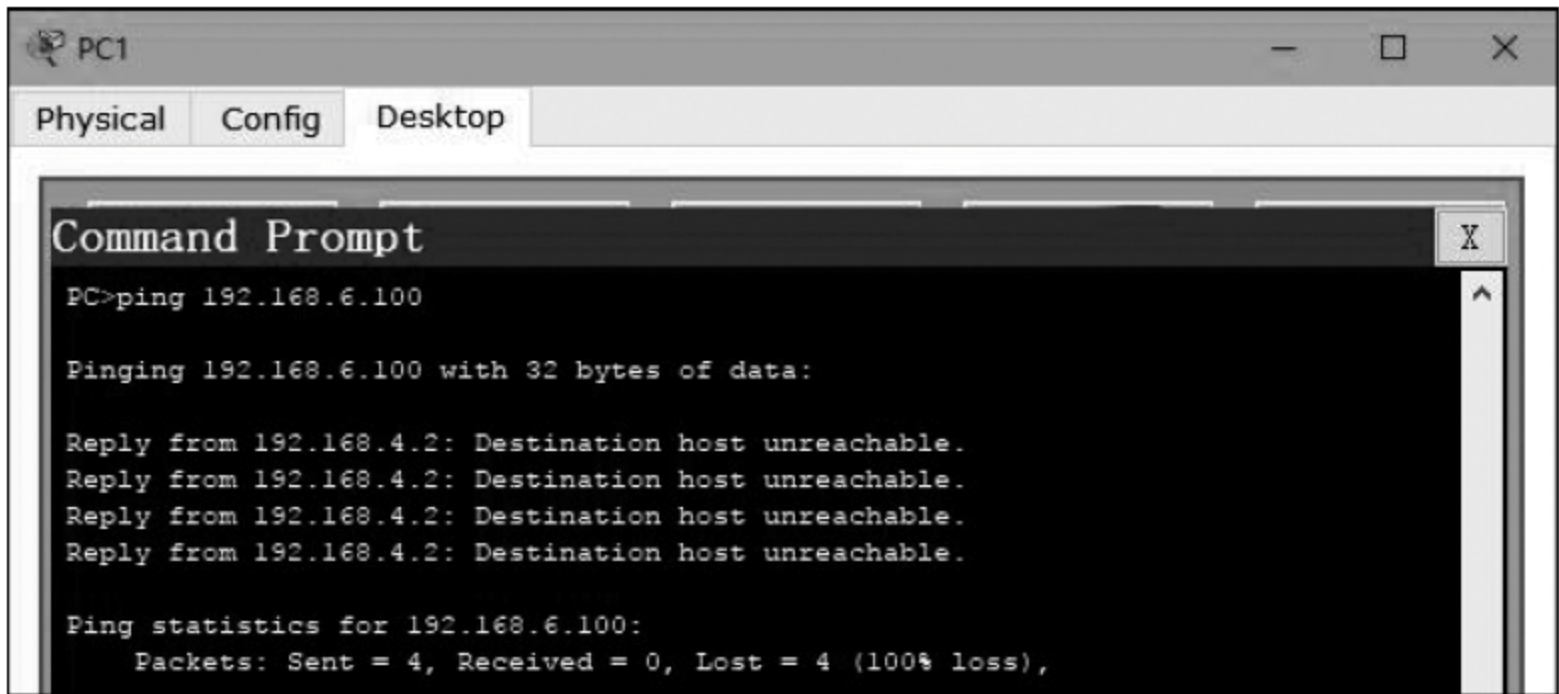 PC1
Physical Config Desktop
Command Prompt
X
PC>ping 192.168.6.100
Pinging 192.168.6.100 with 32 bytes of data:
Reply from 192.168.4.2: Destination host unreachable.
Reply from 192.168.4.2: Destination host unreachable.
Reply from 192.168.4.2: Destination host unreachable.
Reply from 192.168.4.2: Destination host unreachable.
Ping statistics for 192.168.6.100:
Packets: Sent = 4, Received = 0, Lost = 4 (100% loss),